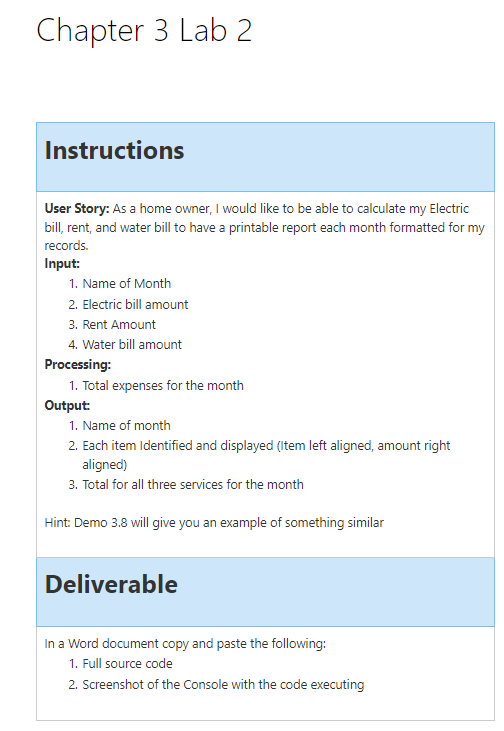 Chapter 3 Lab 2
Instructions
User Story: As a home owner, I would like to be able to calculate my Electric
bill, rent, and water bill to have a printable report each month formatted for my
records.
Input:
1. Name of Month
2. Electric bill amount
3. Rent Amount
4. Water bill amount
Processing:
1. Total expenses for the month
Output:
1. Name of month
2. Each item Identified and displayed (Item left aligned, amount right
aligned)
3. Total for all three services for the month
Hint: Demo 3.8 will give you an example of something similar
Deliverable
In a Word document copy and paste the following:
1. Full source code
2. Screenshot of the Console with the code executing